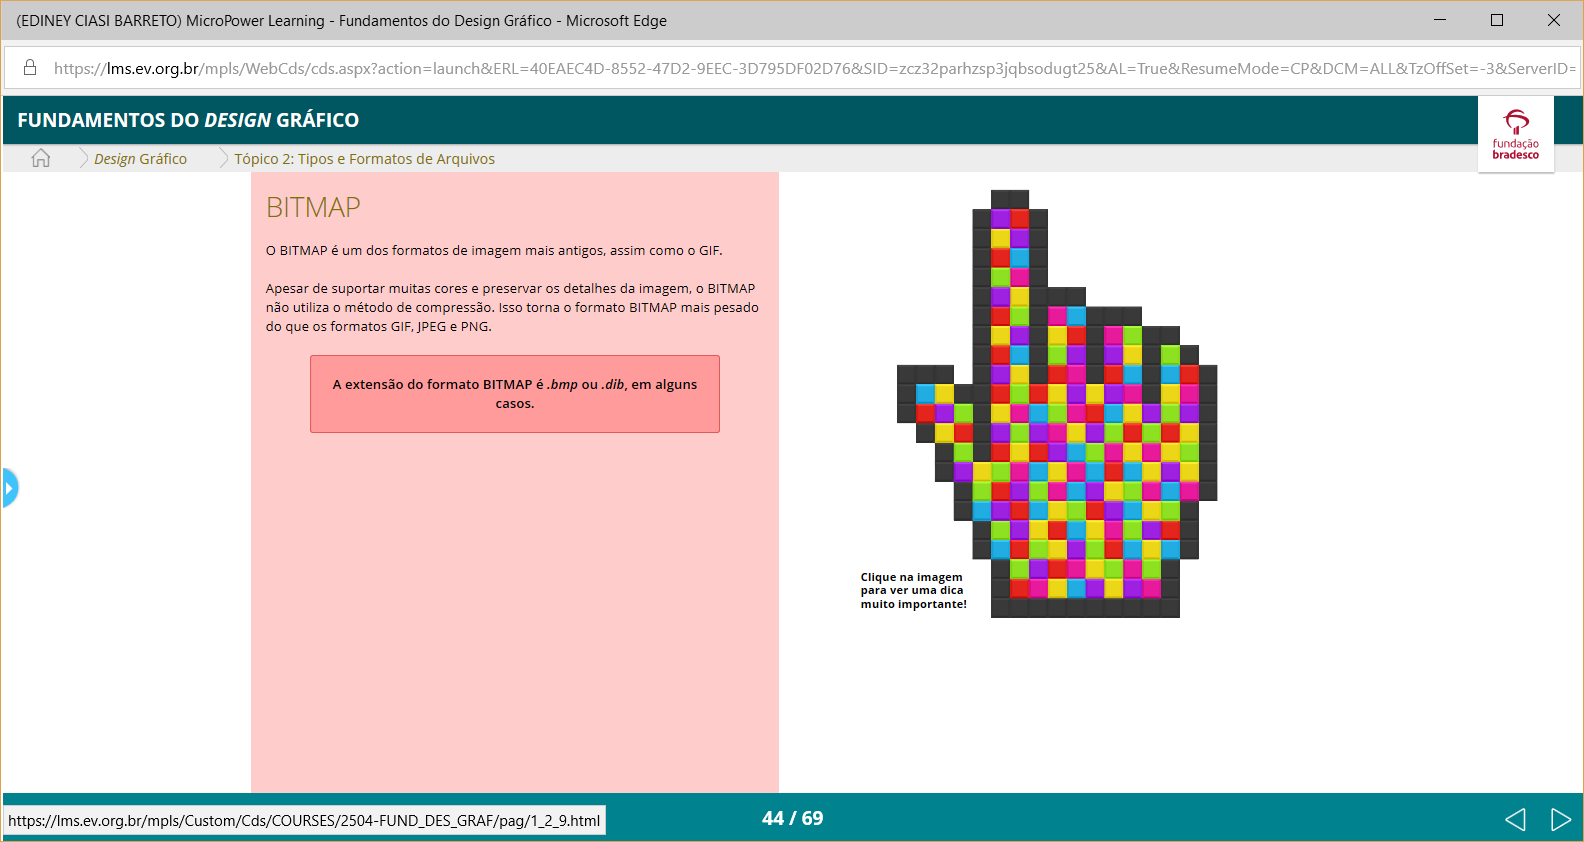 (EDINEY CIASI BARRETO) MicroPower Learning - Fundamentos do Design Gráfico - Microsoft Edge
https://lms.ev.org.br/mpls/WebCds/cds.aspx?action=launch&ERL=40EAEC4D-8552-47D2-9EEC-3D795DF02D76&SID=zcz32parhzsp3jqbsodugt25&AL=True&ResumeMode=CP&DCM=ALL&TzOffSet=-3&ServerID=
FUNDAMENTOS DO DESIGN GRÁFICO
fundação
bradesco
Design Gráfico
Tópico 2: Tipos e Formatos de Arquivos
BITMAP
O BITMAP é um dos formatos de imagem mais antigos, assim como o GIF.
Apesar de suportar muitas cores e preservar os detalhes da imagem, o BITMAP
não utiliza o método de compressão. Isso torna o formato BITMAP mais pesado
do que os formatos GIF, JPEG e PNG.
A extensão do formato BITMAP é .bmp ou .dib, em alguns
casos.
Clique na imagem
para ver uma dica
muito importante!
https://lms.ev.org.br/mpls/Custom/Cds/COURSES/2504-FUND_DES_GRAF/pag/1_2_9.html
44 / 69